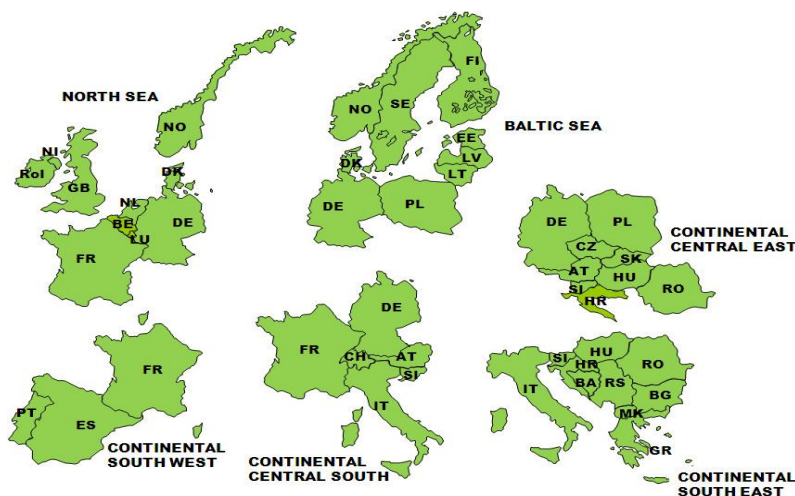 NORTH SEA
NO
NI
RoI
GB
DK
NL
BE
LU
DE
FR
BALTIC SEA
FI
NO
SE
EE
LV
LT
DK
DE
PL
CONTINENTAL
CENTRAL EAST
DE
PL
CZ
SK
AT
HU
SI
HR
RO
FR
PT
ES
CONTINENTAL
SOUTH WEST
DE
FR
CH
AT
SI
IT
CONTINENTAL
CENTRAL SOUTH
HU
SI
HR
RO
IT
BA
RS
BG
MK
GR
CONTINENTAL
SOUTH EAST